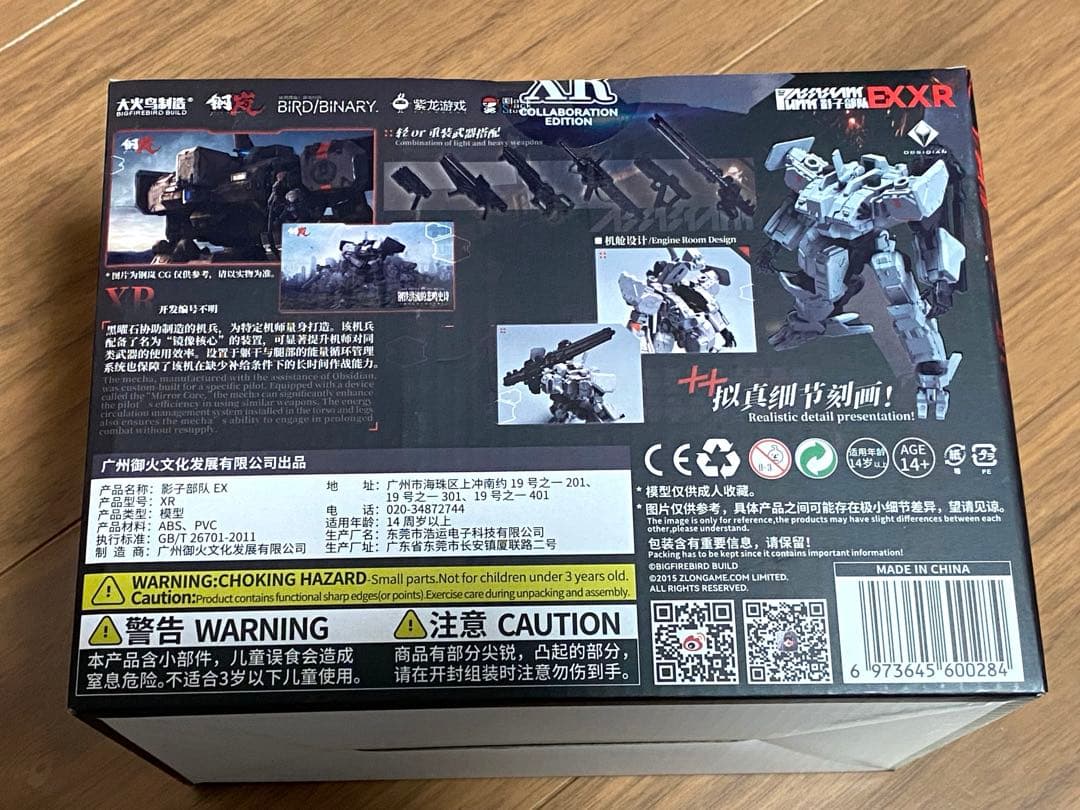 大火鸟制造®
BIGFIREBIRD BUILD
钢岚
BIRD/BINARY.
紫龙游戏
XR
COLLABORATION
EDITION
影子部队 EXXR
OBSIDIAN
钢岚
轻 or 重装武器搭配
Combination of light and heavy weapons
*图片为钢岚 CG 仅供参考，请以实物为准。
钢岚
机舱设计/Engine Room Design
XR
开发编号不明
黑曜石协助制造的机兵，为特定机师量身打造。该机兵
配备了名为“镜像核心”的装置，可显著提升机师对同
类武器的使用效率。设置于躯干与腿部的能量循环管理
系统也保障了该机在缺少补给条件下的长时间作战能力。
The mecha, manufactured with the assistance of Obsidian,
was custom-built for a specific pilot. Equipped with a device
called the "Mirror Core," the mecha can significantly enhance
the pilot's efficiency in using similar weapons. The energy
circulation management system installed in the torso and legs
also ensures the mecha's ability to engage in prolonged
combat without resupply.
拟真细节刻画！
Realistic detail presentation!
广州御火文化发展有限公司出品
产品名称：影子部队 EX
产品型号：XR
产品类型：模型
产品材料：ABS、PVC
执行标准：GB/T 26701-2011
制 造 商：广州御火文化发展有限公司
地 址：广州市海珠区上冲南约 19 号之一 201、
19 号之一 301、19 号之一 401
电 话：020-34872744
适用年龄：14 周岁以上
生产厂名：东莞市浩运电子科技有限公司
生产厂址：广东省东莞市长安镇厦联路二号
CE
0-3
适用年龄
14岁以上
AGE
14+
PE
*模型仅供成人收藏。
*图片仅供参考，具体产品之间可能存在极小细节差异，望请见谅。
The image is only for reference,the products may have slight differences between each
other,please understand.
包装含有重要信息，请保留！
Packing has to be kept since it contains important information!
©BIGFIREBIRD BUILD
©2015 ZLONGAME.COM LIMITED.
ALL RIGHTS RESERVED.
MADE IN CHINA
6 973645 600284
WARNING:CHOKING HAZARD-Small parts.Not for children under 3 years old.
Caution:Product contains functional sharp edges(or points).Exercise care during unpacking and assembly.
警告 WARNING
本产品含小部件，儿童误食会造成
窒息危险。不适合3岁以下儿童使用。
注意 CAUTION
商品有部分尖锐，凸起的部分，
请在开封组装时注意勿伤到手。